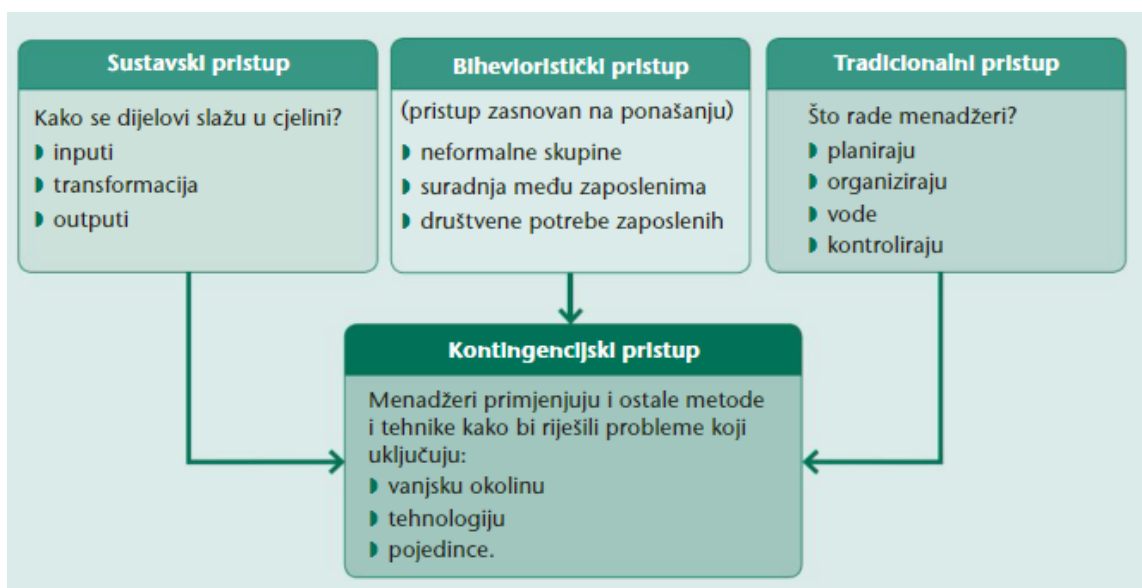 Sustavski pristup
Kako se dijelovi slažu u cjelini?
inputi
transformacija
outputi
Bihevioristički pristup
(pristup zasnovan na ponašanju)
neformalne skupine
suradnja među zaposlenima
društvene potrebe zaposlenih
Tradicionalni pristup
Što rade menadžeri?
planiraju
organiziraju
vode
kontroliraju
Kontingencijski pristup
Menadžeri primjenjuju i ostale metode
i tehnike kako bi riješili probleme koji
uključuju:
vanjsku okolinu
tehnologiju
pojedince.